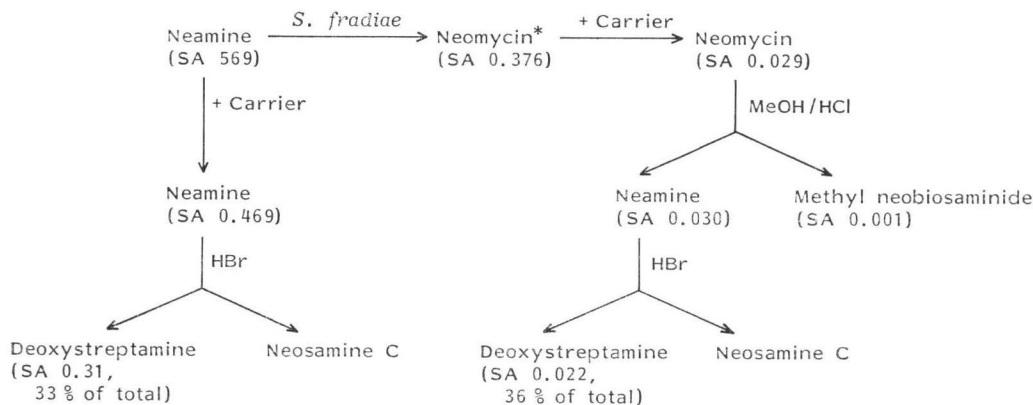 S. fradiae
+ Carrier
Neamine
(SA 569)
Neomycin*
(SA 0.376)
Neomycin
(SA 0.029)
+ Carrier
MeOH/HCl
Neamine
(SA 0.469)
Neamine
(SA 0.030)
Methyl neobiosaminide
(SA 0.001)
HBr
HBr
Deoxystreptamine
(SA 0.31,
33 % of total)
Neosamine C
Deoxystreptamine
(SA 0.022,
36 % of total)
Neosamine C